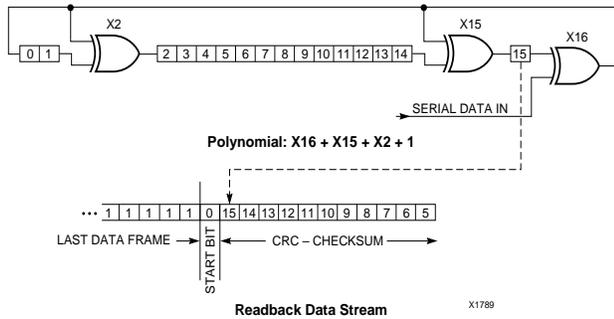 X2
X15
X16
0 1
2 3 4 5 6 7 8 9 10 11 12 13 14
15
SERIAL DATA IN
Polynomial: X16 + X15 + X2 + 1
••• 1 1 1 1 1 0 15 14 13 12 11 10 9 8 7 6 5
LAST DATA FRAME
START BIT
CRC – CHECKSUM
Readback Data Stream
X1789